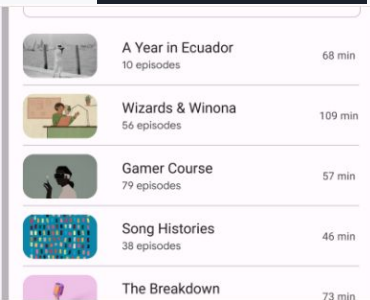 A Year in Ecuador
68 min
10 episodes
Wizards & Winona
109 min
56 episodes
Gamer Course
57 min
79 episodes
Song Histories
46 min
38 episodes
The Breakdown
73 min